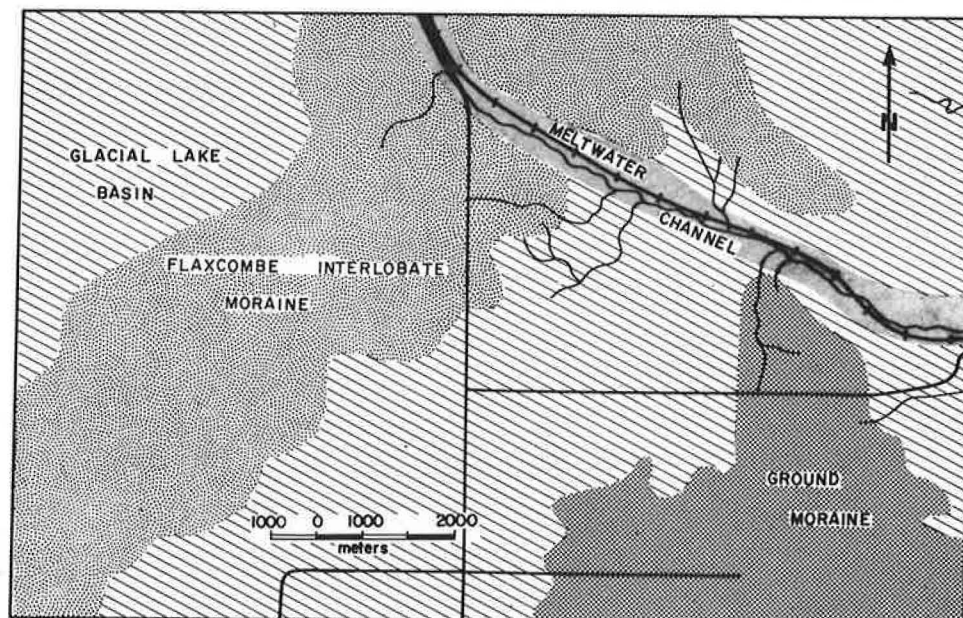 N
MELTWATER
CHANNEL
GLACIAL LAKE
BASIN
FLAXCOMBE INTERLOBATE
MORAINE
GROUND
MORAINE
1000 0 1000 2000
meters